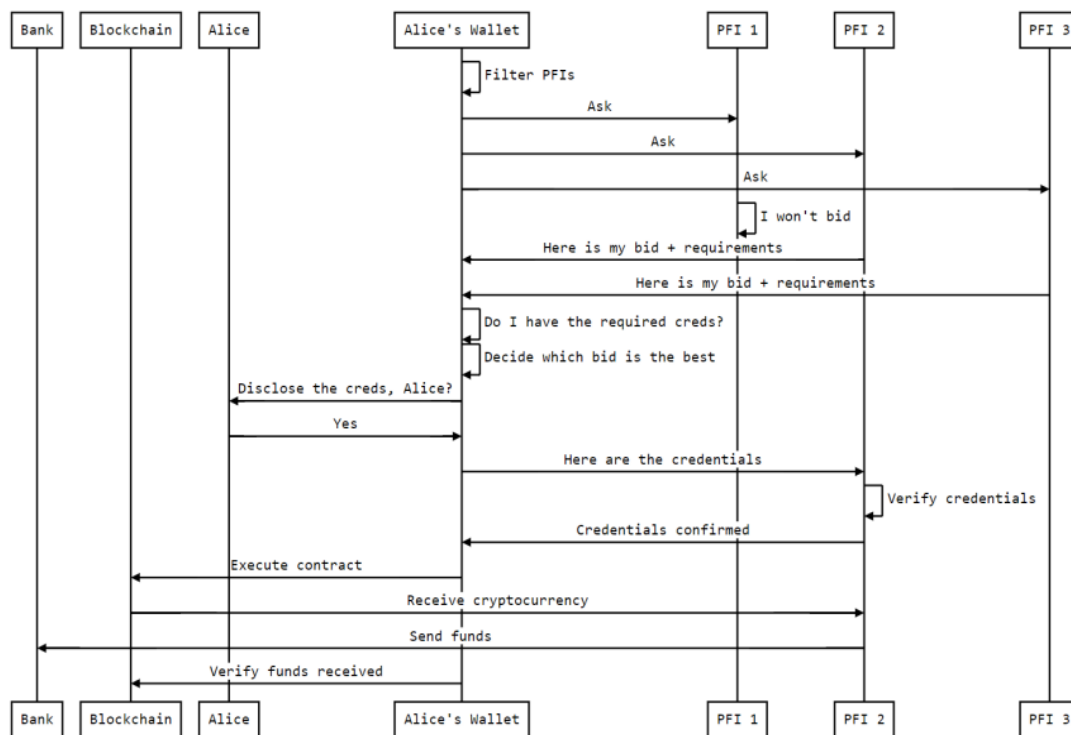 Bank Blockchain Alice Alice's Wallet PFI 1 PFI 2 PFI 3
Filter PFIs
Ask
Ask
Ask
I won't bid
Here is my bid + requirements
Here is my bid + requirements
Do I have the required creds?
Decide which bid is the best
Disclose the creds, Alice?
Yes
Here are the credentials
Verify credentials
Credentials confirmed
Execute contract
Receive cryptocurrency
Send funds
Verify funds received
Bank Blockchain Alice Alice's Wallet PFI 1 PFI 2 PFI 3